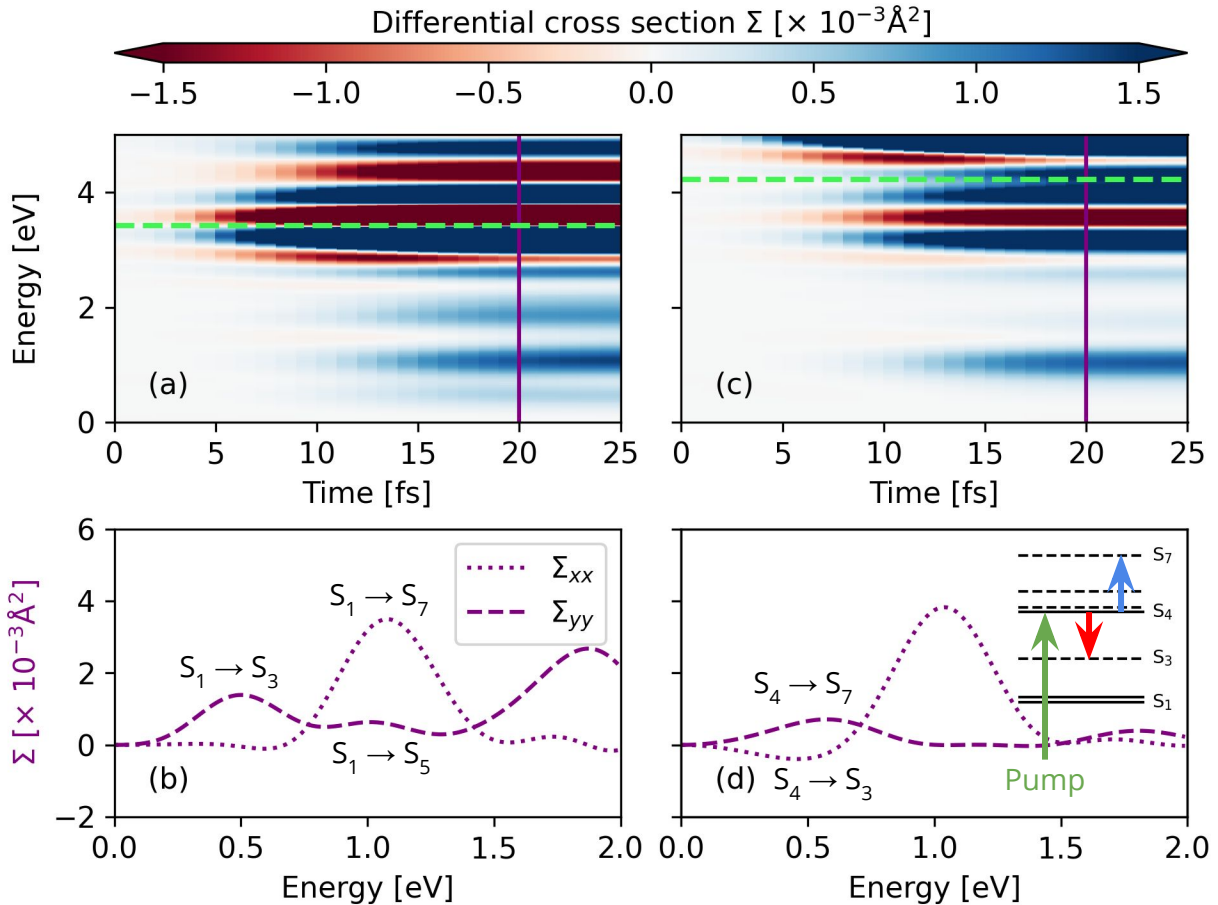 Differential cross section Σ [× 10⁻³Å²]
−1.5 −1.0 −0.5 0.0 0.5 1.0 1.5
Energy [eV]
4
2
0
(a)
0 5 10 15 20 25
Time [fs]
(c)
0 5 10 15 20 25
Time [fs]
Σ [× 10⁻³Å²]
6
4
2
0
−2
S₁ → S₃
S₁ → S₇
S₁ → S₅
Σxx
Σyy
(b)
0.0 0.5 1.0 1.5 2.0
Energy [eV]
S₄ → S₇
S₄ → S₃
(d)
S₇
S₄
S₃
S₁
Pump
0.0 0.5 1.0 1.5 2.0
Energy [eV]